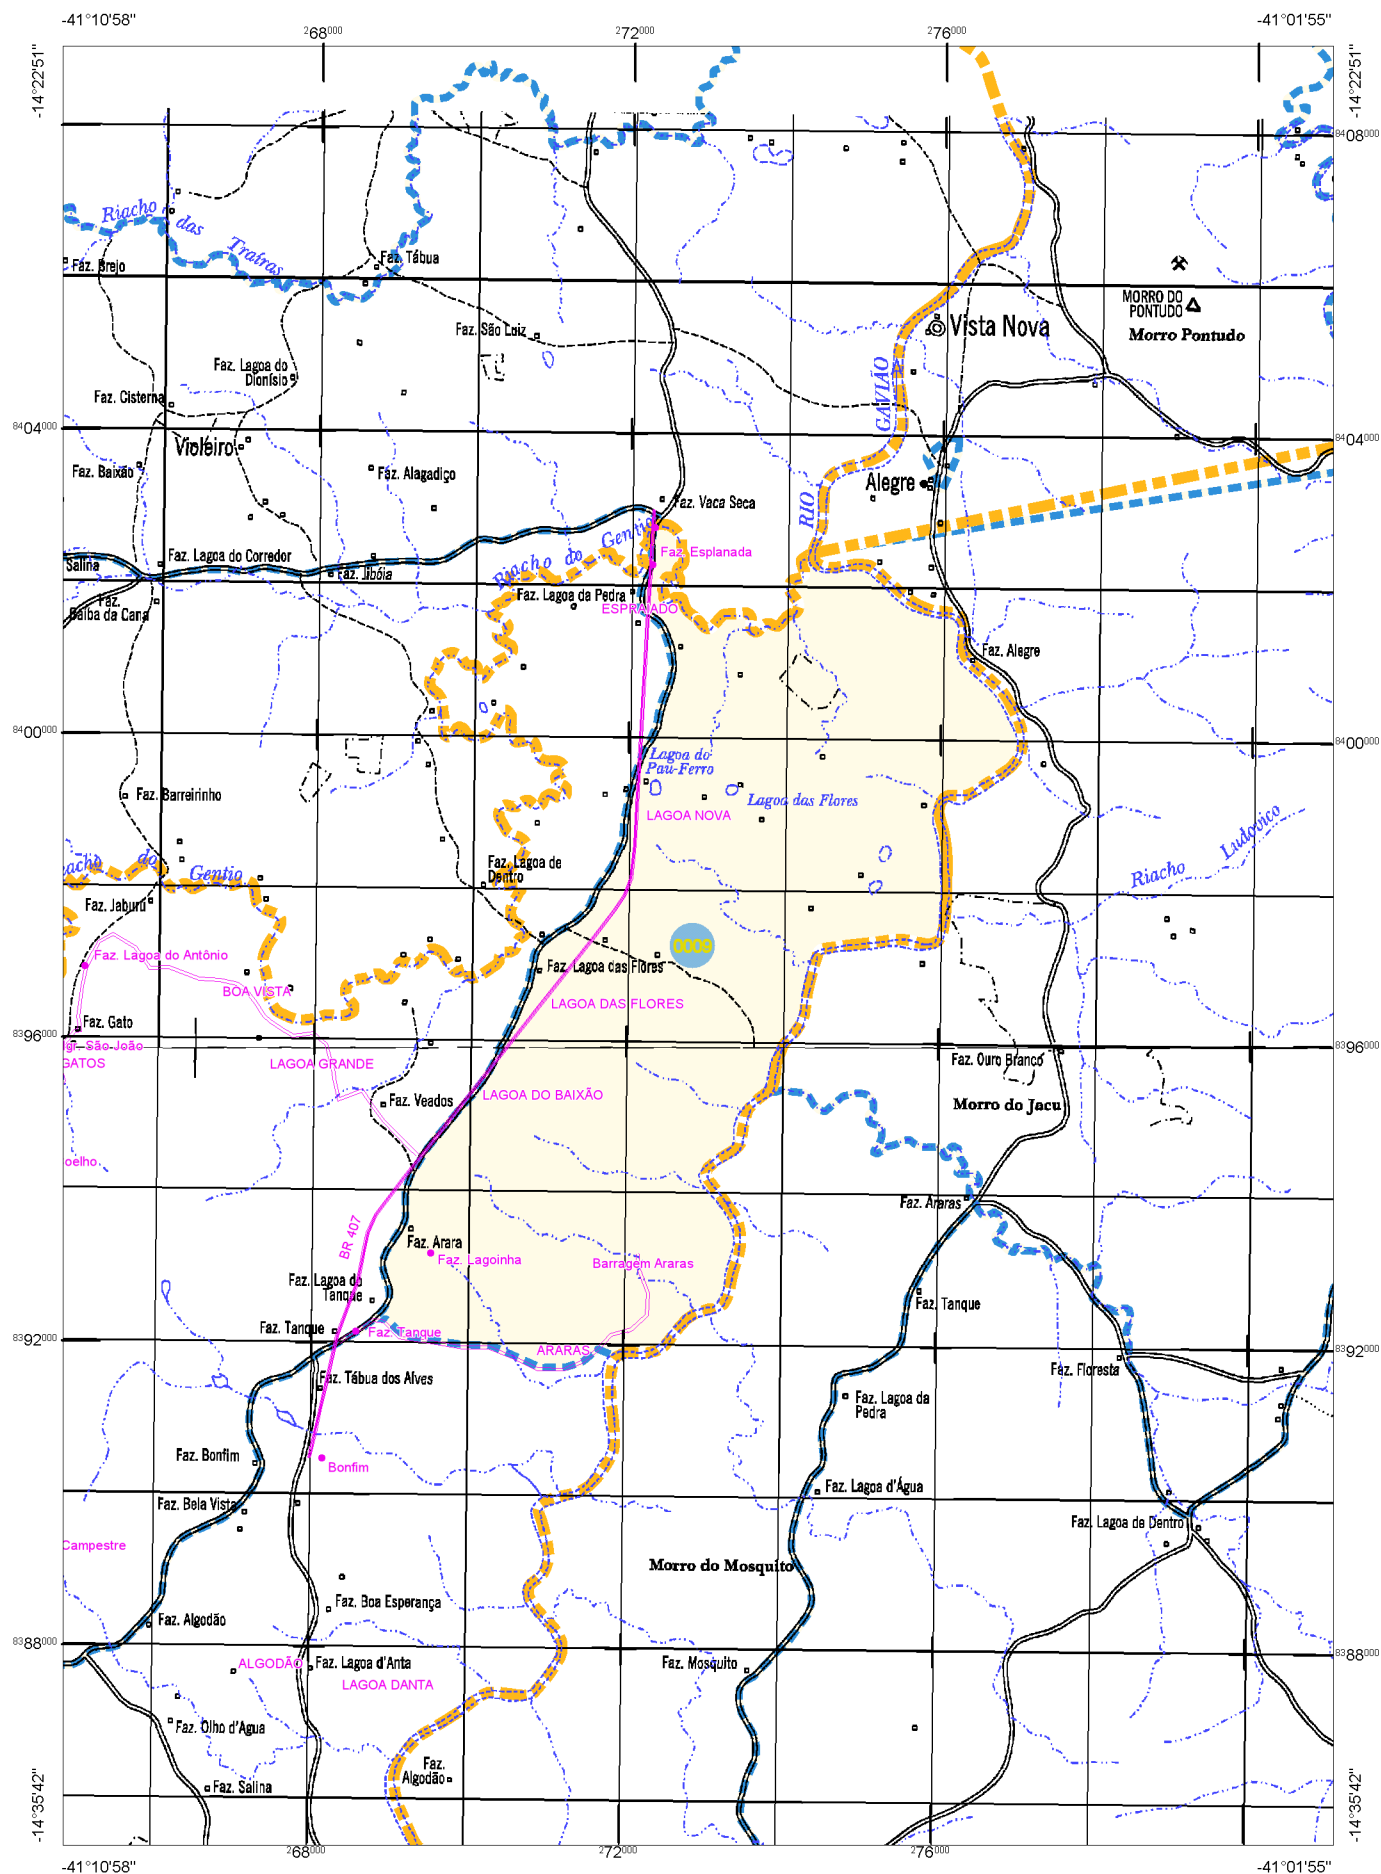 -41°10'58"
-41°01'55"
268000
272000
276000
-14°22'51"
-14°22'51"
8408000
Riacho das Traíras
Faz. Brejo
Faz. Tábua
MORRO DO
PONTUDO
Morro Pontudo
Vista Nova
Faz. São Luiz
Faz. Lagoa do
Dionísio
GAVIÃO
Faz. Cisterna
8404000
8404000
Violeiro
Faz. Baixão
Faz. Alagadiço
Alegre
RIO
Faz. Vaca Seca
Riacho do Gentio
Faz. Lagoa do Corredor
Faz. Esplanada
Salina
Faz. Jibóia
Faz.
Baiba da Cana
Faz. Lagoa da Pedra
ESPRAIADO
Faz. Alegre
8400000
8400000
Lagoa do
Pau-Ferro
Faz. Barreirinho
Lagoa das Flores
LAGOA NOVA
Riacho Ludovico
do Gentio
Faz. Lagoa de
Dentro
Faz. Jaburu
0009
Faz. Lagoa do Antônio
Faz. Lagoa das Flores
BOA VISTA
LAGOA DAS FLORES
Faz. Gato
8396000
8396000
São João
GATOS
LAGOA GRANDE
Faz. Ouro Branco
LAGOA DO BAIXÃO
Faz. Veados
Morro do Jacu
oelho
Faz. Araras
BR 407
Faz. Arara
Faz. Lagoinha
Barragem Araras
Faz. Lagoa do
Tanque
Faz. Tanque
Faz. Tanque
Faz. Tanque
8392000
8392000
ARARAS
Faz. Floresta
Faz. Tábua dos Alves
Faz. Lagoa da
Pedra
Faz. Bonfim
Bonfim
Faz. Lagoa d'Água
Faz. Bela Vista
Faz. Lagoa de Dentro
Campestre
Morro do Mosquito
Faz. Boa Esperança
Faz. Algodão
8388000
8388000
ALGODÃO
Faz. Lagoa d'Anta
Faz. Mosquito
LAGOA DANTA
Faz. Olho d'Água
Faz.
Algodão
Faz. Salina
-14°35'42"
-14°35'42"
268000
272000
276000
-41°10'58"
-41°01'55"